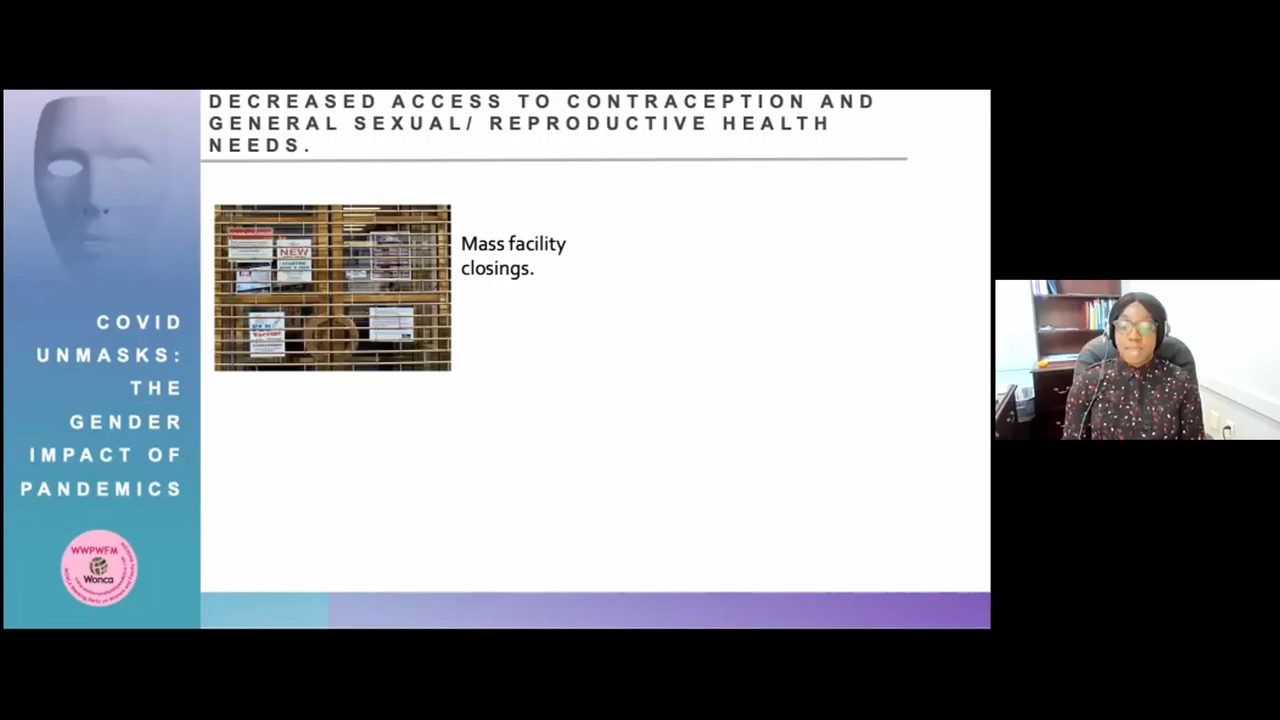 DECREASED ACCESS TO CONTRACEPTION AND
GENERAL SEXUAL/ REPRODUCTIVE HEALTH
NEEDS.
Mass facility
closings.
NEW
COVID
UNMASKS:
THE
GENDER
IMPACT OF
PANDEMICS
WWPWFM
Wonca